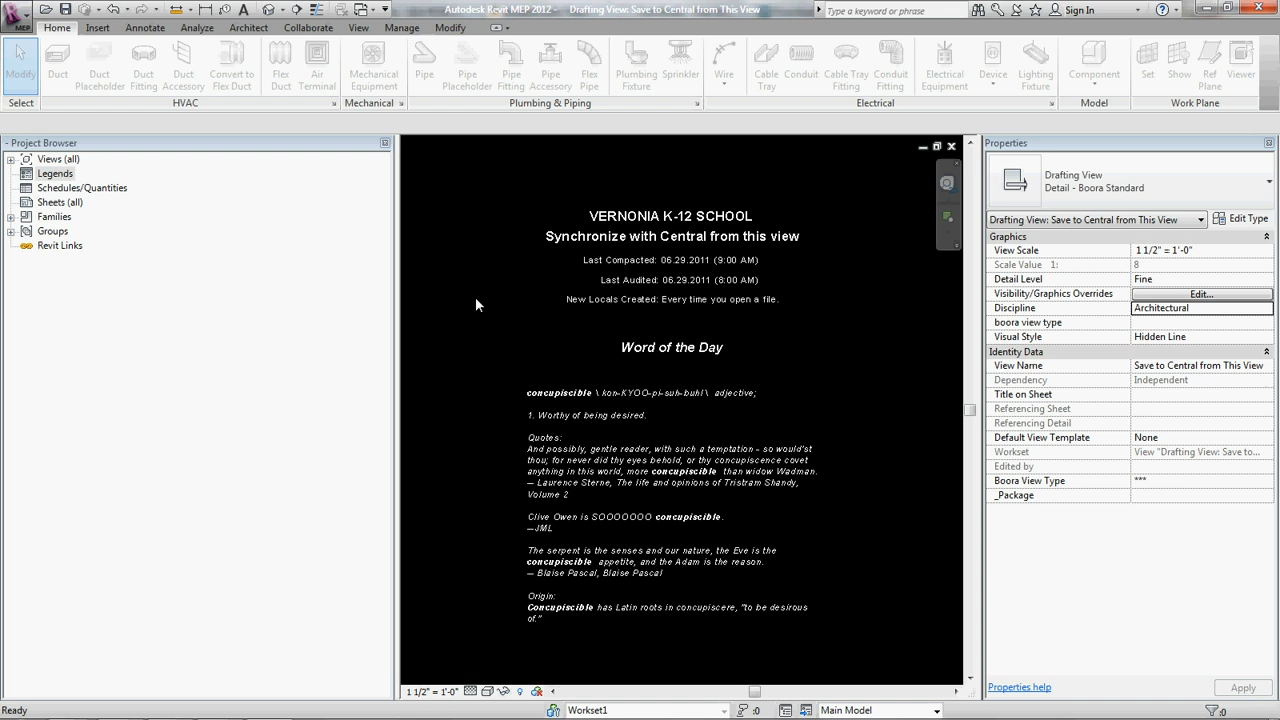 Autodesk Revit MEP 2012 - Drafting View: Save to Central from This View
Type a keyword or phrase
Sign In
MEP
Home Insert Annotate Analyze Architect Collaborate View Manage Modify
Modify
Duct
Duct Placeholder
Duct Fitting
Duct Accessory
Convert to Flex Duct
Flex Duct
Air Terminal
Mechanical Equipment
Pipe
Pipe Placeholder
Pipe Fitting
Pipe Accessory
Flex Pipe
Plumbing Fixture
Sprinkler
Wire
Cable Tray
Conduit
Cable Tray Fitting
Conduit Fitting
Electrical Equipment
Device
Lighting Fixture
Component
Set
Show
Ref Plane
Viewer
Select HVAC Mechanical Plumbing & Piping Electrical Model Work Plane
- Project Browser
Views (all)
Legends
Schedules/Quantities
Sheets (all)
Families
Groups
Revit Links
VERNONIA K-12 SCHOOL
Synchronize with Central from this view
Last Compacted: 06.29.2011 (9:00 AM)
Last Audited: 06.29.2011 (8:00 AM)
New Locals Created: Every time you open a file.
Word of the Day
concupiscible \ kon-KYOO-pi-suh-buhl \ adjective;
1. Worthy of being desired.
Quotes:
And possibly, gentle reader, with such a temptation - so would'st
thou; for never did thy eyes behold, or thy concupiscence covet
anything in this world, more concupiscible than widow Wadman.
— Laurence Sterne, The life and opinions of Tristram Shandy,
Volume 2
Clive Owen is SOOOOOOO concupiscible.
—JML
The serpent is the senses and our nature, the Eve is the
concupiscible appetite, and the Adam is the reason.
— Blaise Pascal, Blaise Pascal
Origin:
Concupiscible has Latin roots in concupiscere, "to be desirous
of."
Properties
Drafting View
Detail - Boora Standard
Drafting View: Save to Central from This View Edit Type
Graphics
View Scale 1 1/2" = 1'-0"
Scale Value 1: 8
Detail Level Fine
Visibility/Graphics Overrides Edit...
Discipline Architectural
boora view type
Visual Style Hidden Line
Identity Data
View Name Save to Central from This View
Dependency Independent
Title on Sheet
Referencing Sheet
Referencing Detail
Default View Template None
Workset View "Drafting View: Save to...
Edited by
Boora View Type ***
_Package
Properties help Apply
1 1/2" = 1'-0"
Ready
Workset1
:0
Main Model
:0